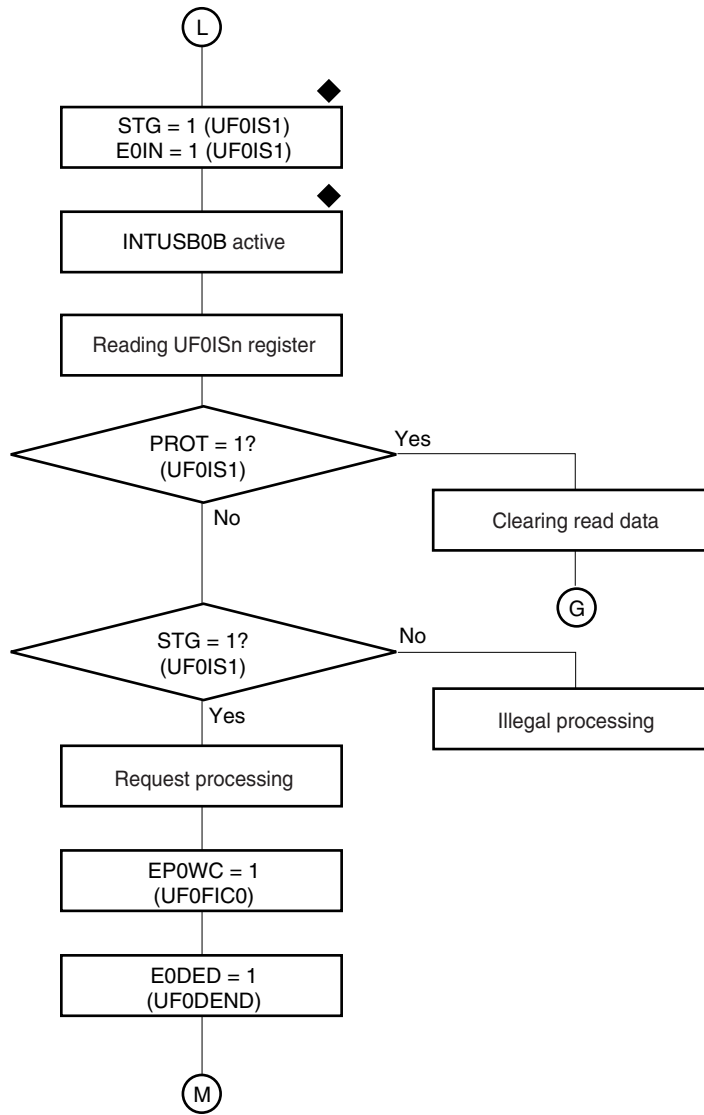 L
STG = 1 (UF0IS1)
E0IN = 1 (UF0IS1)
INTUSB0B active
Reading UF0ISn register
PROT = 1?
(UF0IS1)
Yes
No
Clearing read data
G
STG = 1?
(UF0IS1)
No
Yes
Illegal processing
Request processing
EP0WC = 1
(UF0FIC0)
E0DED = 1
(UF0DEND)
M